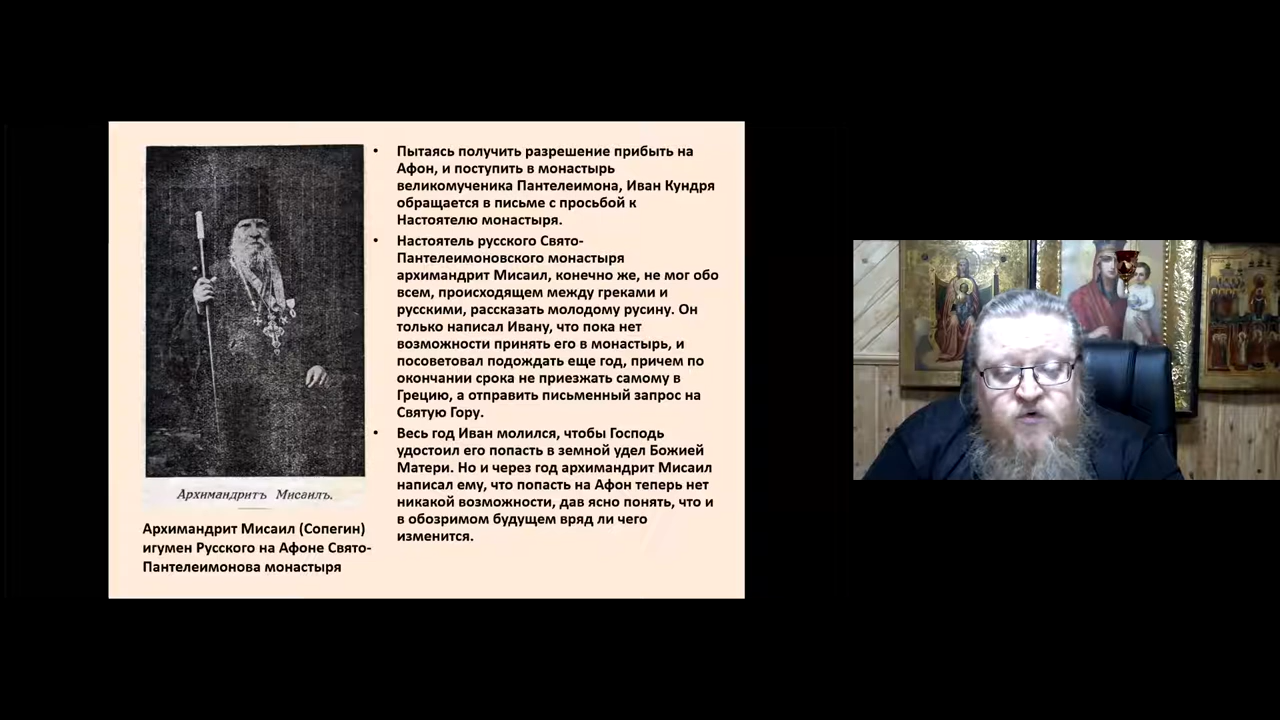 Архимандритъ Мисаилъ.
Архимандрит Мисаил (Сопегин)
игумен Русского на Афоне Свято-
Пантелеимонова монастыря
• Пытаясь получить разрешение прибыть на
Афон, и поступить в монастырь
великомученика Пантелеимона, Иван Кундря
обращается в письме с просьбой к
Настоятелю монастыря.
• Настоятель русского Свято-
Пантелеимоновского монастыря
архимандрит Мисаил, конечно же, не мог обо
всем, происходящем между греками и
русскими, рассказать молодому русину. Он
только написал Ивану, что пока нет
возможности принять его в монастырь, и
посоветовал подождать еще год, причем по
окончании срока не приезжать самому в
Грецию, а отправить письменный запрос на
Святую Гору.
• Весь год Иван молился, чтобы Господь
удостоил его попасть в земной удел Божией
Матери. Но и через год архимандрит Мисаил
написал ему, что попасть на Афон теперь нет
никакой возможности, дав ясно понять, что и
в обозримом будущем вряд ли чего
изменится.